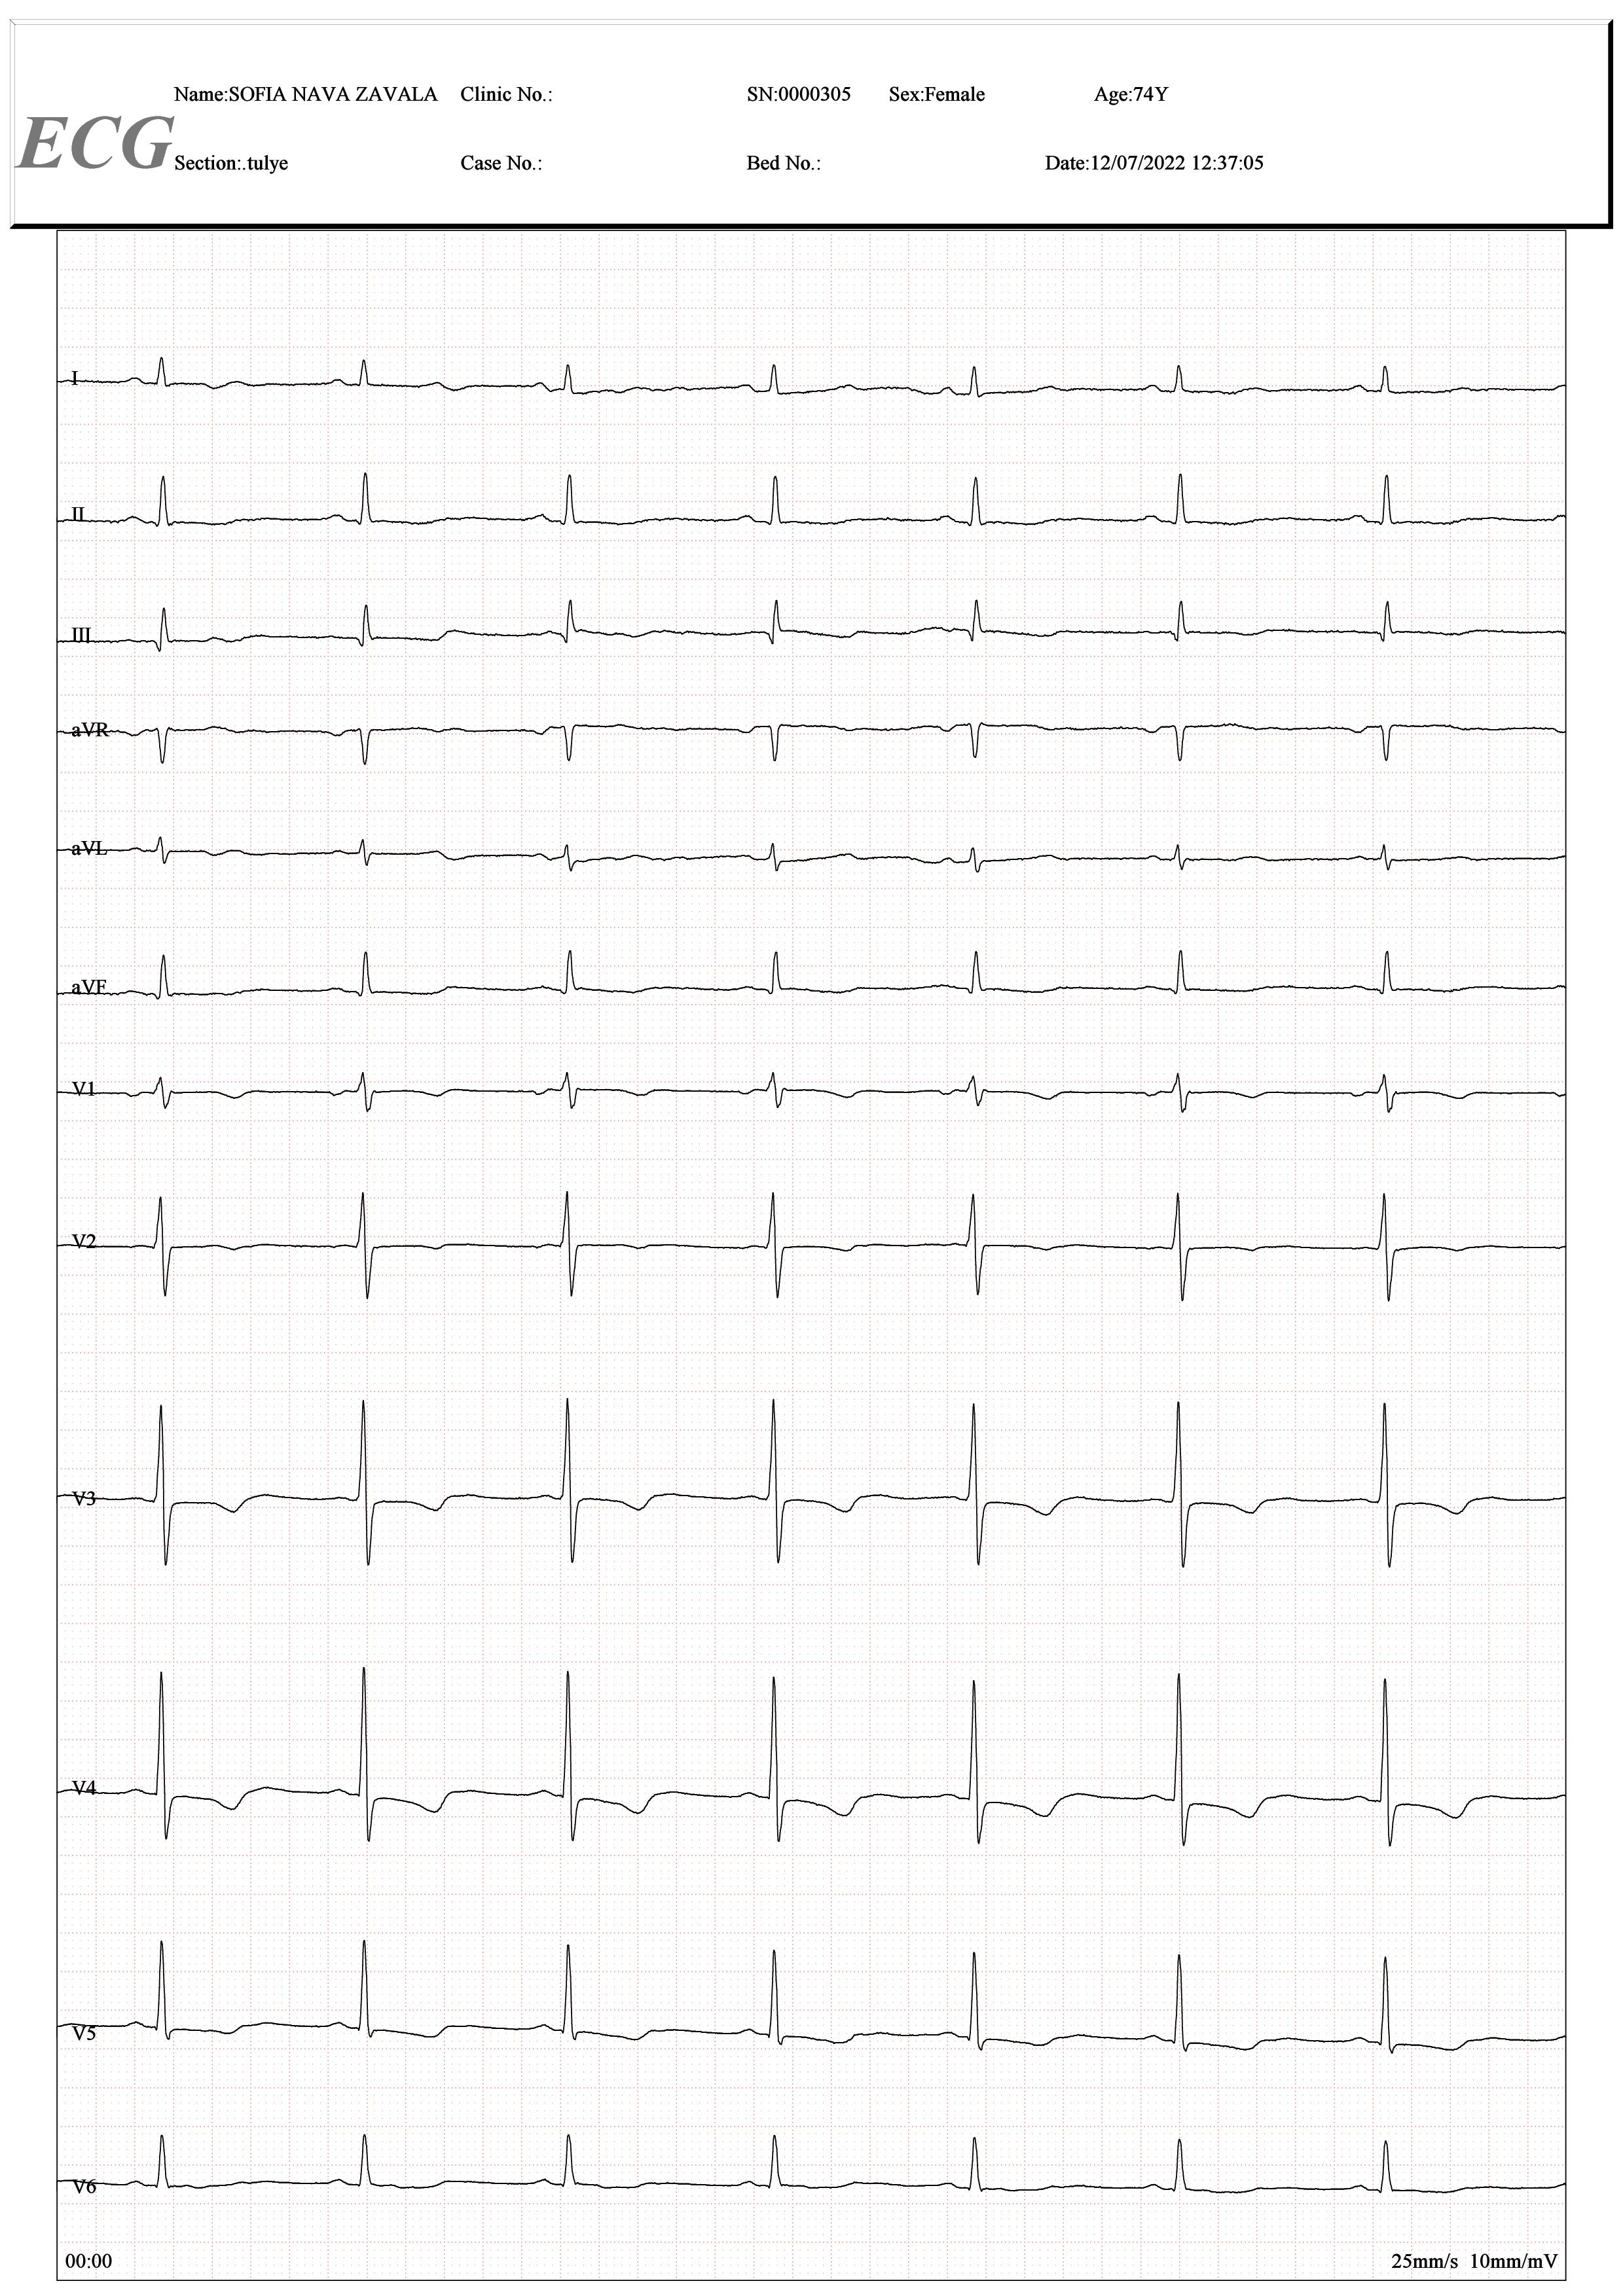 Name:SOFIA NAVA ZAVALA Clinic No.: SN:0000305 Sex:Female Age:74Y
ECG
Section:.tulye Case No.: Bed No.: Date:12/07/2022 12:37:05
I
II
III
aVR
aVL
aVF
V1
V2
V3
V4
V5
V6
00:00 25mm/s 10mm/mV